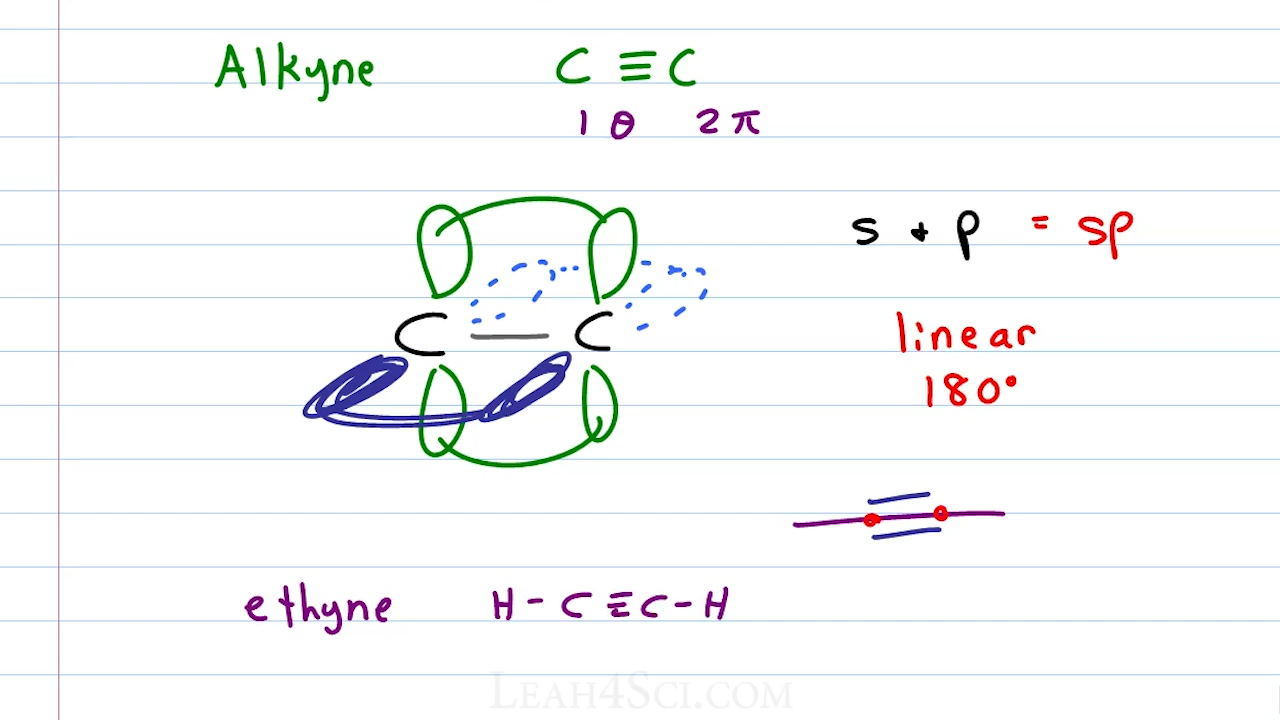 Alkyne C ≡ C
1 θ 2 π
s + p = sp
C — C
linear
180°
ethyne H - C ≡ C - H
LEAH4SCI.COM